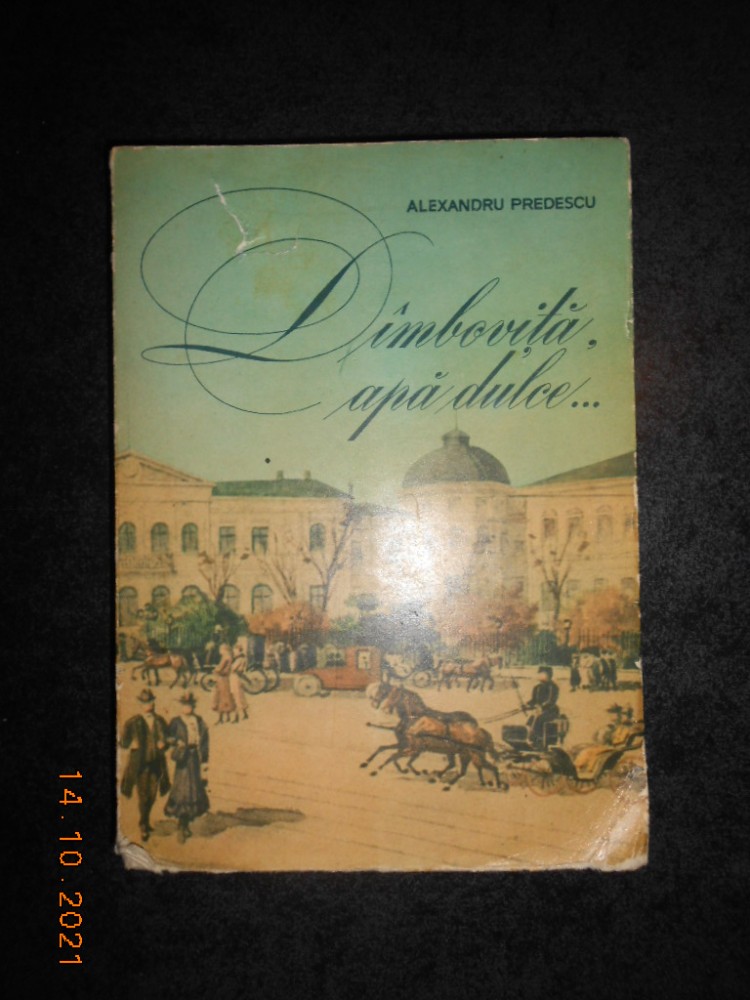 ALEXANDRU PREDESCU
Dîmboviță,
apă dulce...
14.10.2021